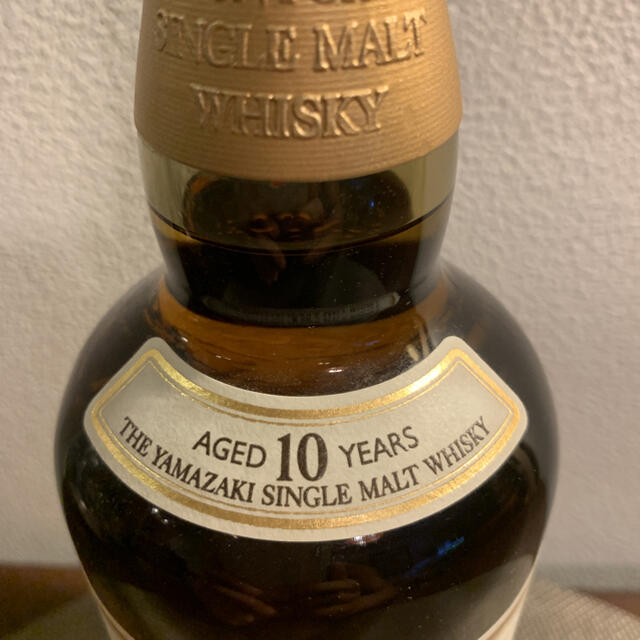 SINGLE MALT
WHISKY
AGED 10 YEARS
THE YAMAZAKI SINGLE MALT WHISKY